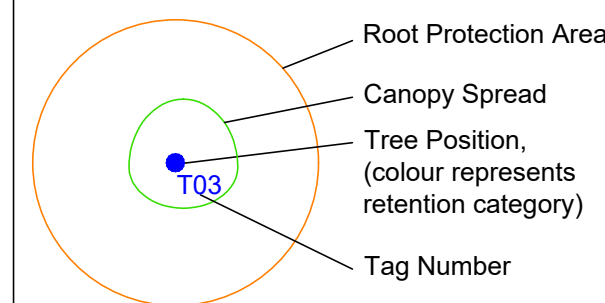 Root Protection Area
Canopy Spread
Tree Position,
(colour represents
retention category)
T03
Tag Number